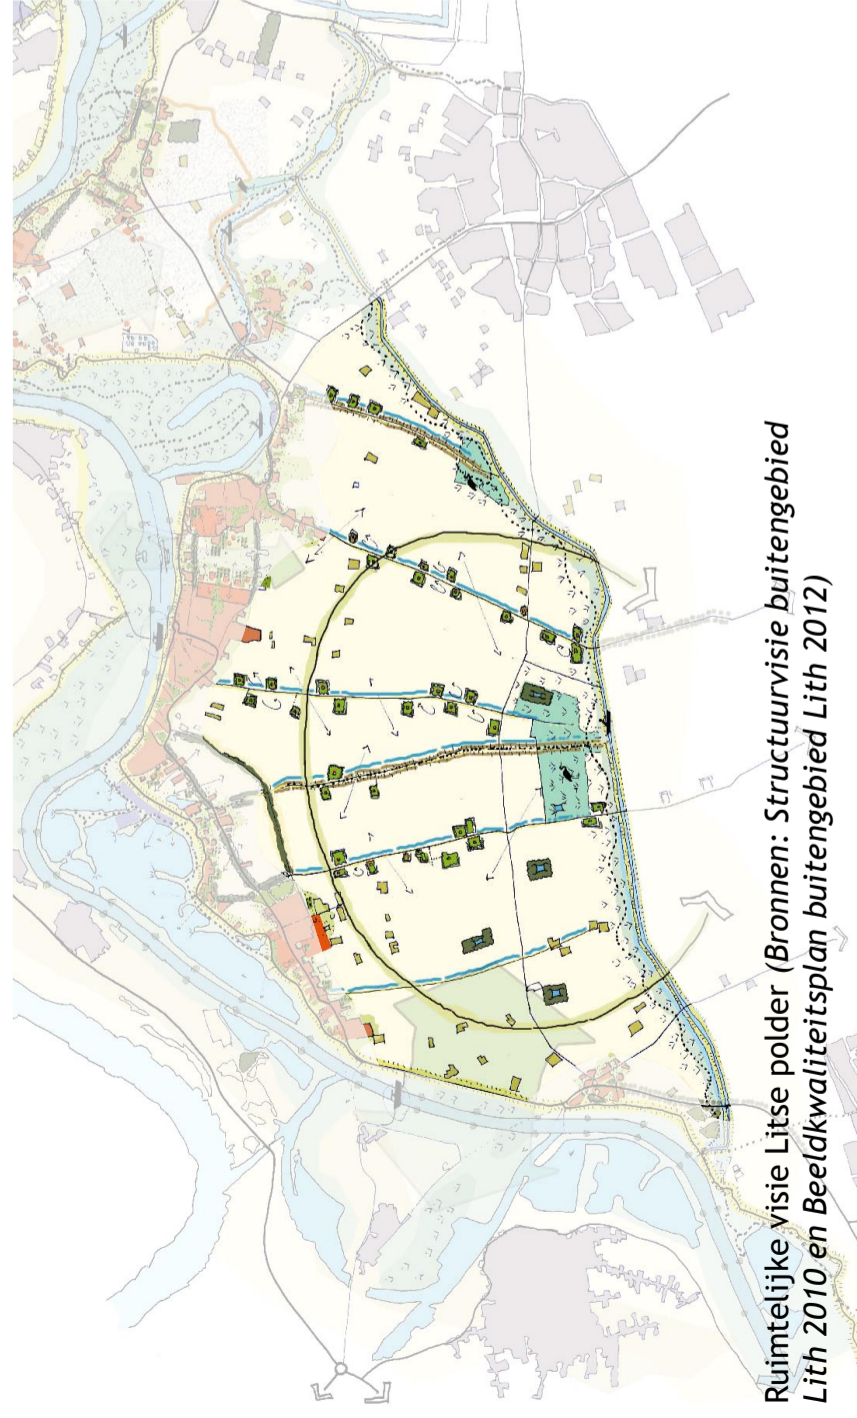 Ruimtelijke visie Litse polder (Bronnen: Structuurvisie buitengebied
Lith 2010 en Beeldkwaliteitsplan buitengebied Lith 2012)